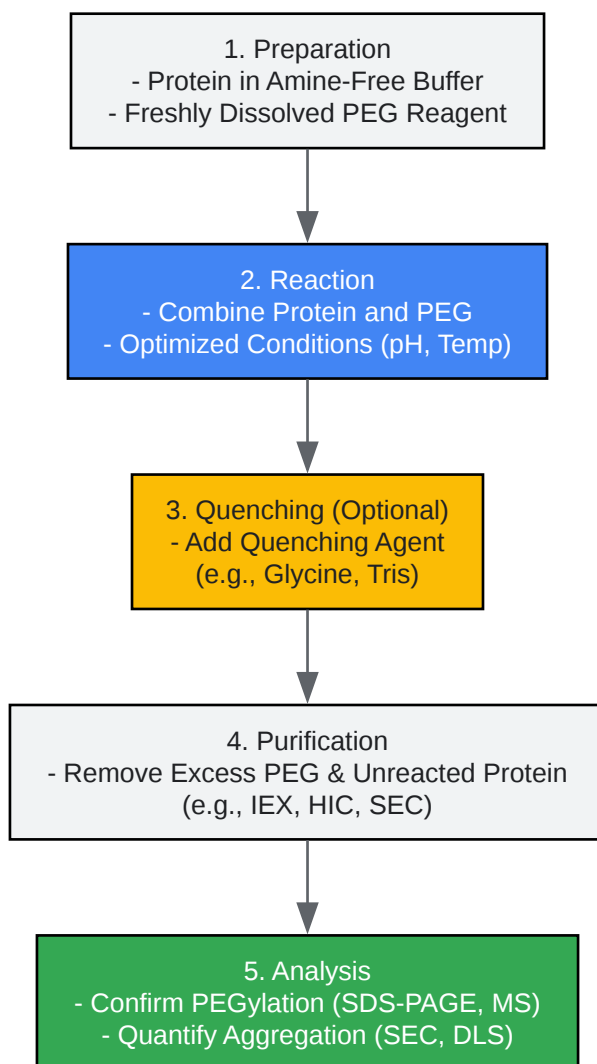 1. Preparation
- Protein in Amine-Free Buffer
- Freshly Dissolved PEG Reagent
2. Reaction
- Combine Protein and PEG
- Optimized Conditions (pH, Temp)
3. Quenching (Optional)
- Add Quenching Agent
(e.g., Glycine, Tris)
4. Purification
- Remove Excess PEG & Unreacted Protein
(e.g., IEX, HIC, SEC)
5. Analysis
- Confirm PEGylation (SDS-PAGE, MS)
- Quantify Aggregation (SEC, DLS)